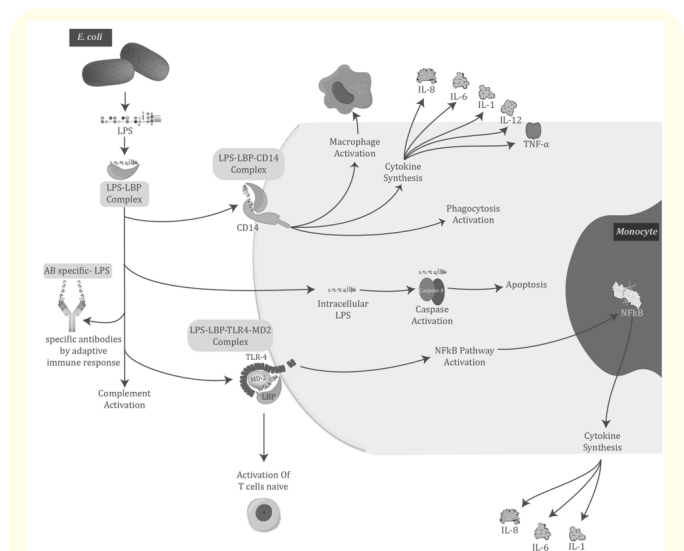 E. coli
LPS
LPS-LBP
Complex
LPS-LBP-CD14
Complex
CD14
Macrophage
Activation
Cytokine
Synthesis
IL-8
IL-6
IL-1
IL-12
TNF-α
Phagocytosis
Activation
Monocyte
AB specific- LPS
specific antibodies
by adaptive
immune response
Intracellular
LPS
Caspase 4
Caspase
Activation
Apoptosis
NFkB
LPS-LBP-TLR4-MD2
Complex
TLR-4
MD-2
LBP
NFkB Pathway
Activation
Complement
Activation
Activation Of
T cells naive
Cytokine
Synthesis
IL-8
IL-6
IL-1